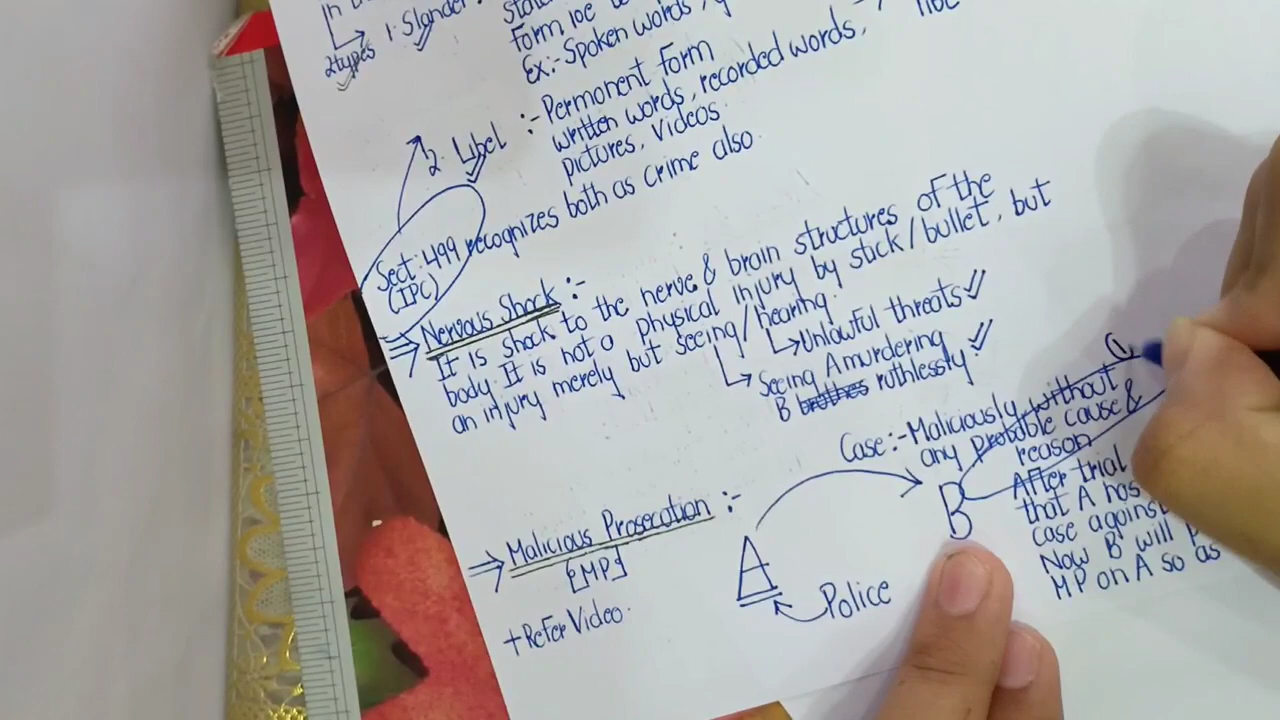 2types 1. Slander :
Form
Ex:- Spoken words,
2. Libel :- Permanent form
written words, recorded words,
pictures, Videos.
Sect: 499 recognizes both as crime also.
(IPC)
⇒ Nervous Shock :-
It is shock to the nerve & brain structures of the
body. It is not a physical injury by stick/bullet, but
an injury merely but seeing/hearing.
↳ Unlawful threats
↳ Seeing A murdering
B ruthlessly
⇒ Malicious Prosecution :-
[MP]
+ Refer Video.
A
Police
B
Case:- Maliciously without
any probable cause &
reason
After trial
that A has
case against
Now B will
MP on A so as